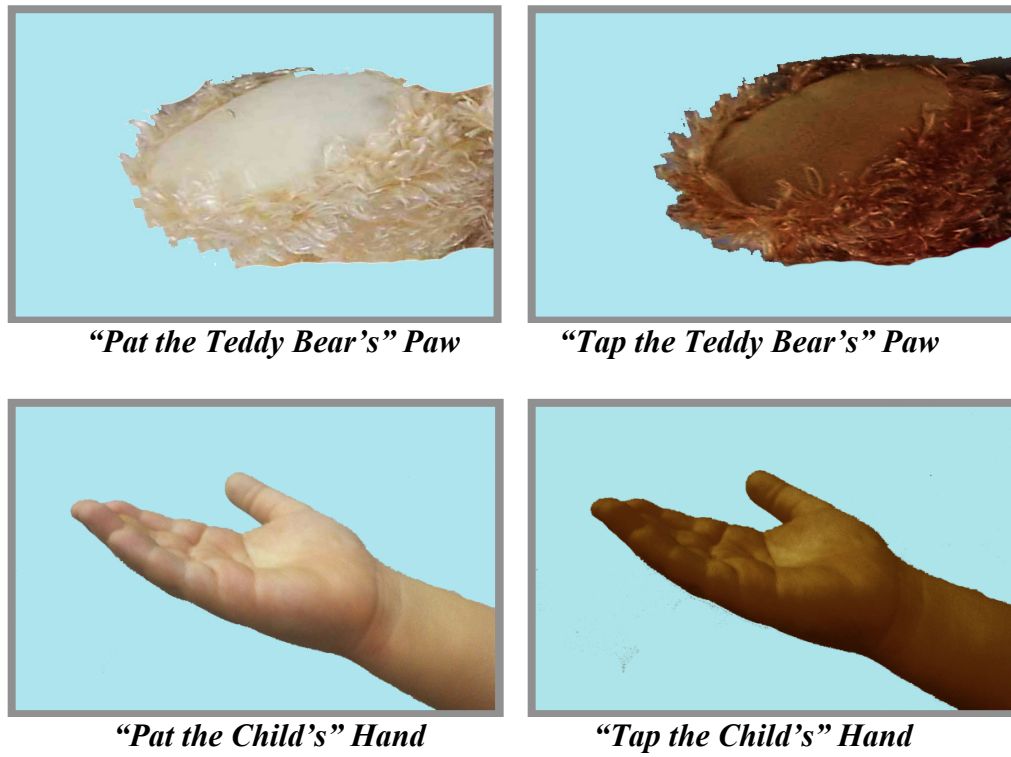 “Pat the Teddy Bear’s” Paw
“Tap the Teddy Bear’s” Paw
“Pat the Child’s” Hand
“Tap the Child’s” Hand